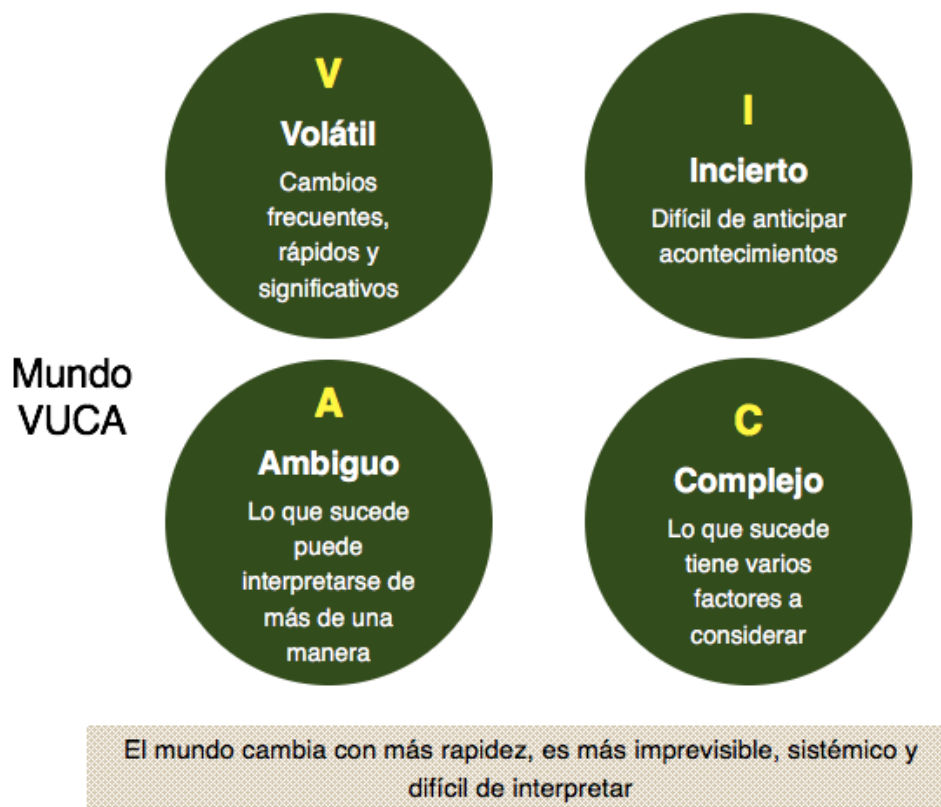 V
Volátil
Cambios
frecuentes,
rápidos y
significativos
I
Incierto
Difícil de anticipar
acontecimientos
Mundo
VUCA
A
Ambiguo
Lo que sucede
puede
interpretarse de
más de una
manera
C
Complejo
Lo que sucede
tiene varios
factores a
considerar
El mundo cambia con más rapidez, es más imprevisible, sistémico y
difícil de interpretar